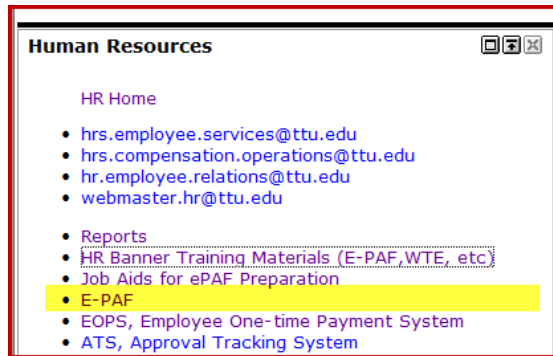 Human Resources
HR Home
hrs.employee.services@ttu.edu
hrs.compensation.operations@ttu.edu
hr.employee.relations@ttu.edu
webmaster.hr@ttu.edu
Reports
HR Banner Training Materials (E-PAF,WTE, etc)
Job Aids for ePAF Preparation
E-PAF
EOPS, Employee One-time Payment System
ATS, Approval Tracking System